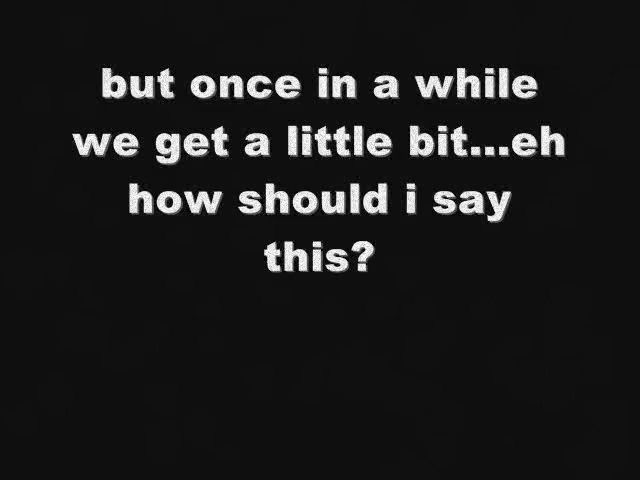 but once in a while
we get a little bit...eh
how should i say
this?